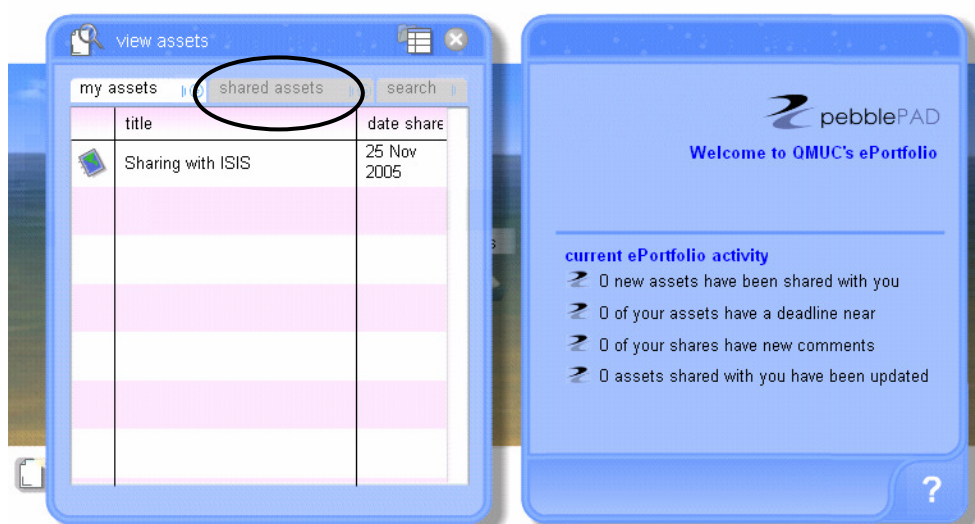 view assets
my assets
shared assets
search
title
date share
Sharing with ISIS
25 Nov
2005
s
pebblePAD
Welcome to QMUC's ePortfolio
current ePortfolio activity
0 new assets have been shared with you
0 of your assets have a deadline near
0 of your shares have new comments
0 assets shared with you have been updated
?